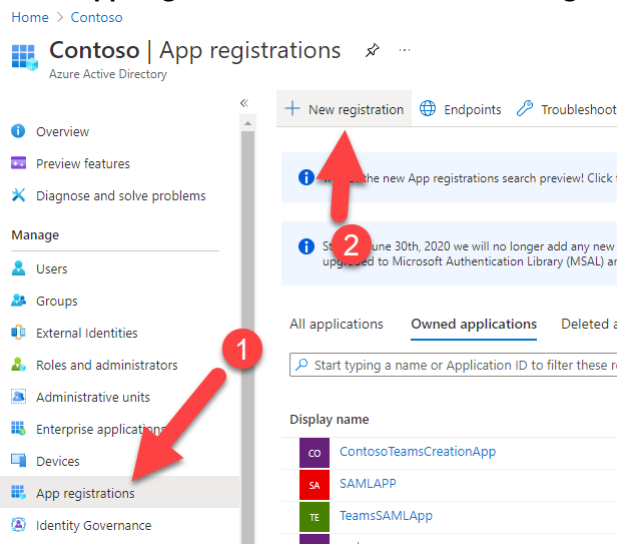 Home > Contoso
Contoso | App registrations
Azure Active Directory
Overview
Preview features
Diagnose and solve problems
Manage
Users
Groups
External Identities
Roles and administrators
Administrative units
Enterprise applications
Devices
App registrations
Identity Governance
1
New registration Endpoints Troubleshoot
the new App registrations search preview! Click
2
une 30th, 2020 we will no longer add any new
upgraded to Microsoft Authentication Library (MSAL)
All applications Owned applications Deleted
Start typing a name or Application ID to filter these
Display name
CO ContosoTeamsCreationApp
SA SAMLAPP
TE TeamsSAMLApp